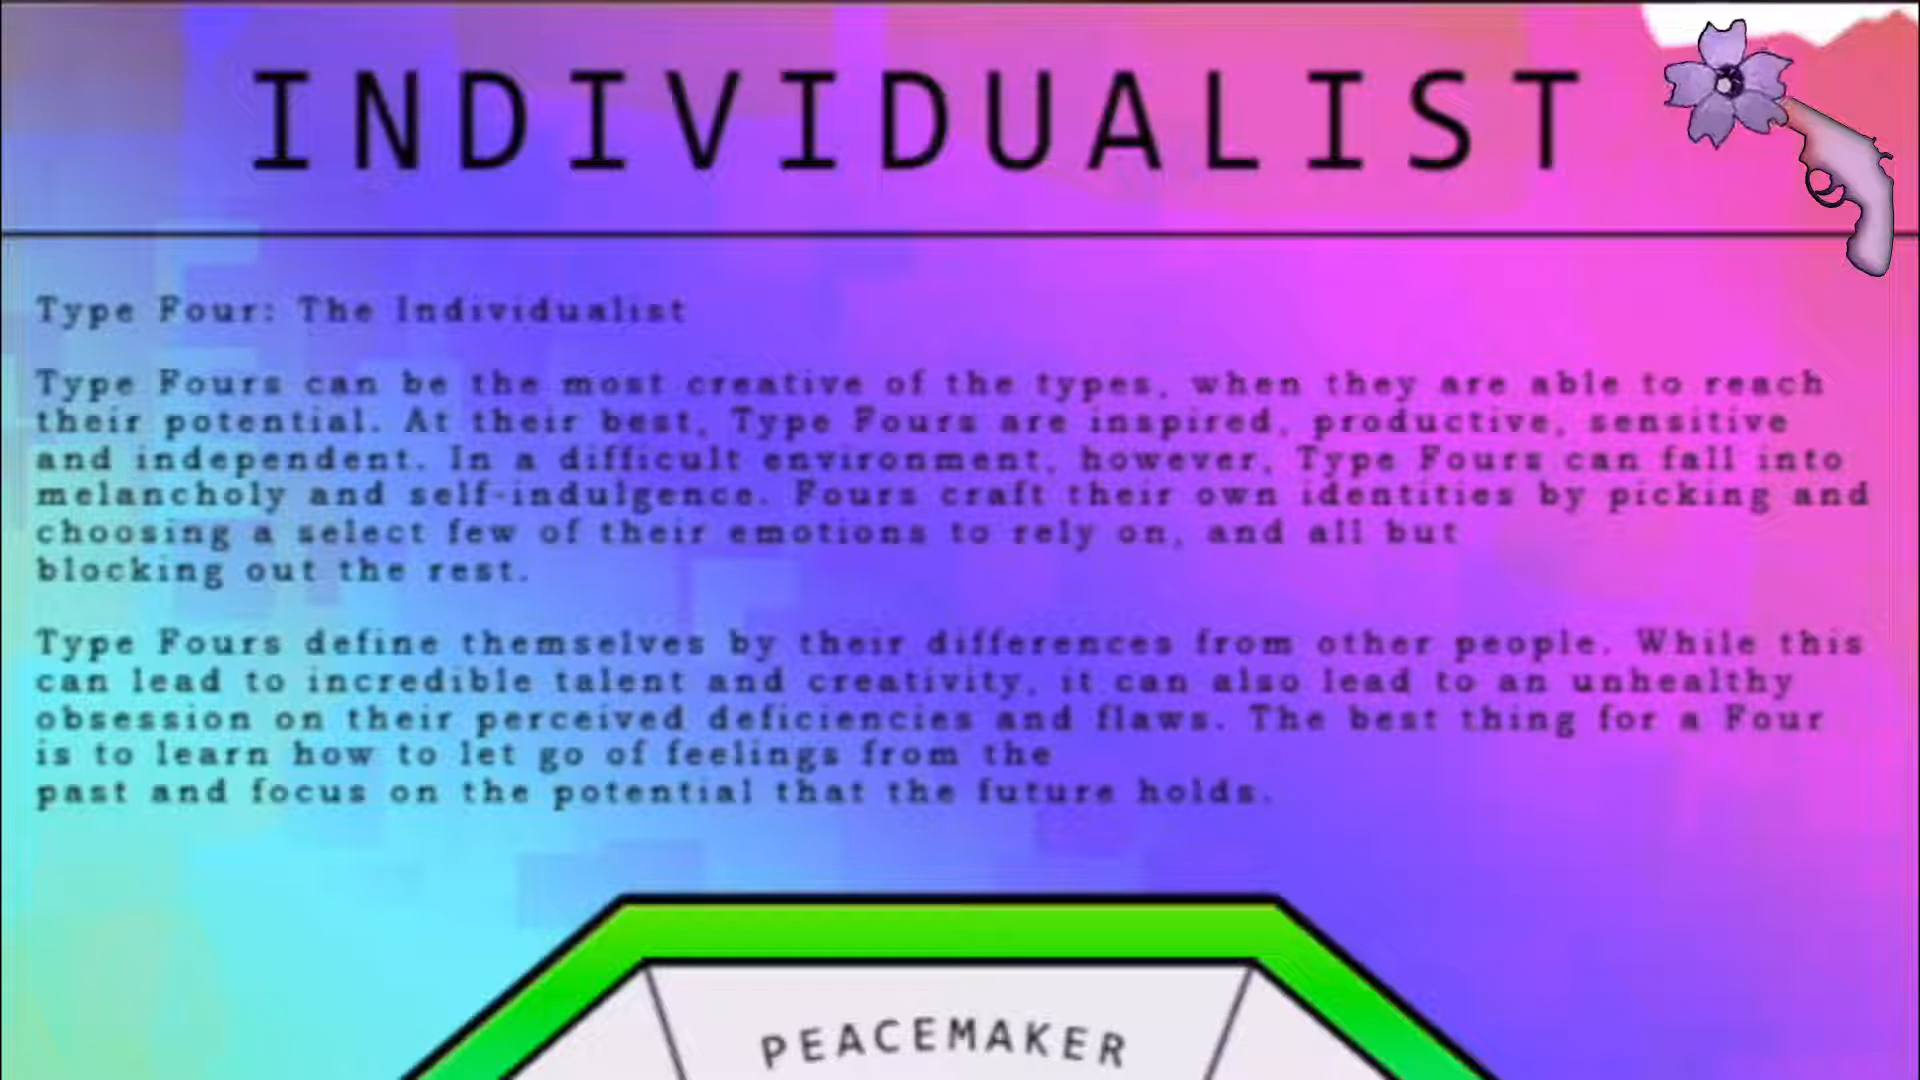 INDIVIDUALIST
Type Four: The Individualist
Type Fours can be the most creative of the types, when they are able to reach
their potential. At their best, Type Fours are inspired, productive, sensitive
and independent. In a difficult environment, however, Type Fours can fall into
melancholy and self-indulgence. Fours craft their own identities by picking and
choosing a select few of their emotions to rely on, and all but
blocking out the rest.
Type Fours define themselves by their differences from other people. While this
can lead to incredible talent and creativity, it can also lead to an unhealthy
obsession on their perceived deficiencies and flaws. The best thing for a Four
is to learn how to let go of feelings from the
past and focus on the potential that the future holds.
PEACEMAKER